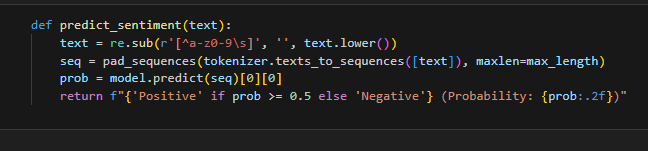 def predict_sentiment(text):
    text = re.sub(r'[^a-z0-9\s]', '', text.lower())
    seq = pad_sequences(tokenizer.texts_to_sequences([text]), maxlen=max_length)
    prob = model.predict(seq)[0][0]
    return f"{'Positive' if prob >= 0.5 else 'Negative'} (Probability: {prob:.2f})"